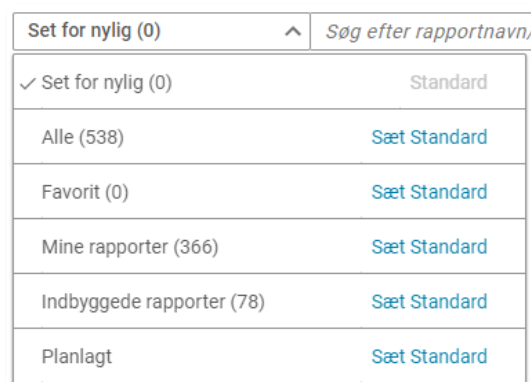 Set for nylig (0) Søg efter rapportnavn/
Set for nylig (0) Standard
Alle (538) Sæt Standard
Favorit (0) Sæt Standard
Mine rapporter (366) Sæt Standard
Indbyggede rapporter (78) Sæt Standard
Planlagt Sæt Standard